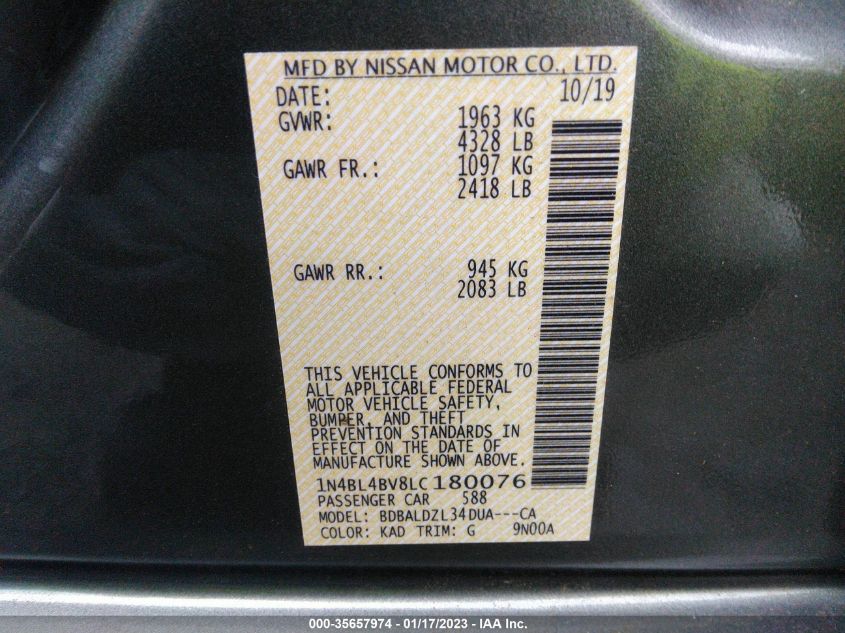 MFD BY NISSAN MOTOR CO., LTD.
DATE: 10/19
GVWR: 1963 KG
4328 LB
GAWR FR.: 1097 KG
2418 LB
GAWR RR.: 945 KG
2083 LB
THIS VEHICLE CONFORMS TO
ALL APPLICABLE FEDERAL
MOTOR VEHICLE SAFETY,
BUMPER, AND THEFT
PREVENTION STANDARDS IN
EFFECT ON THE DATE OF
MANUFACTURE SHOWN ABOVE.
1N4BL4BV8LC180076
PASSENGER CAR 588
MODEL: BDBALDZL34DUA---CA
COLOR: KAD TRIM: G 9N00A
000-35657974 - 01/17/2023 - IAA Inc.